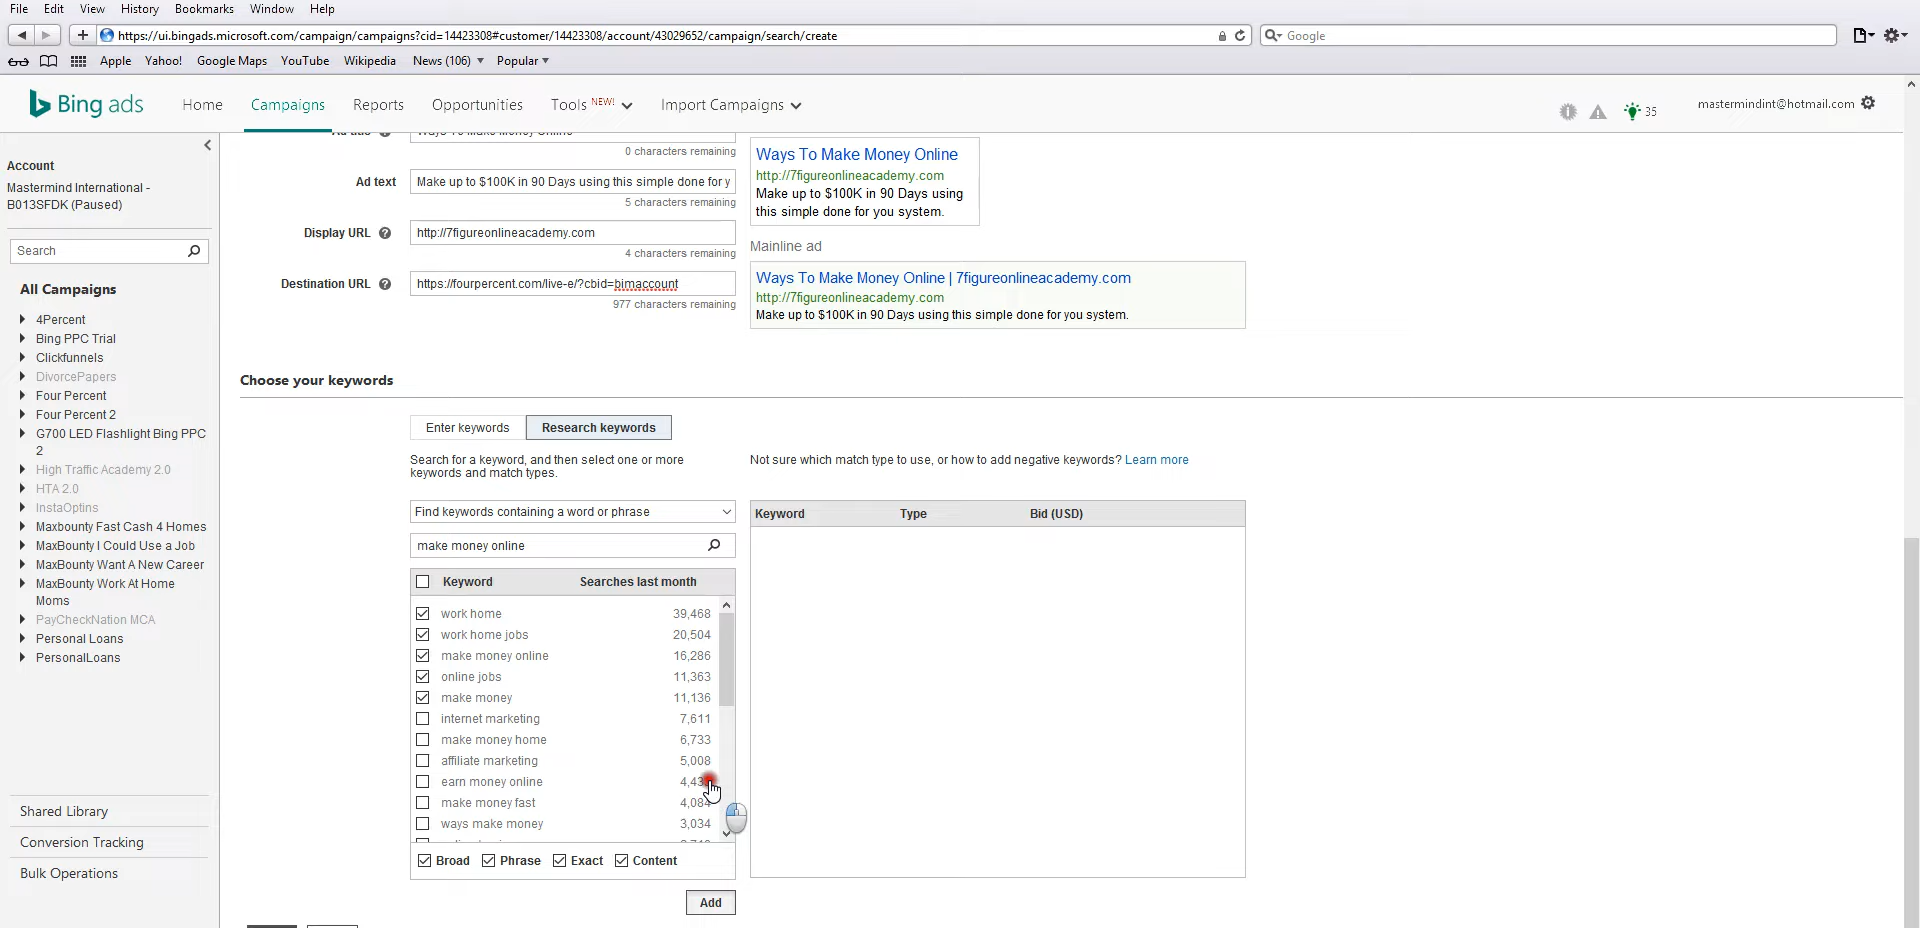 File Edit View History Bookmarks Window Help
https://ui.bingads.microsoft.com/campaign/campaigns?cid=14423308#customer/14423308/account/43029652/campaign/search/create
Google
Apple Yahoo! Google Maps YouTube Wikipedia News (106) Popular
Bing ads
Home Campaigns Reports Opportunities Tools NEW! Import Campaigns
35
mastermindint@hotmail.com
Account
Mastermind International -
B013SFDK (Paused)
Search
All Campaigns
4Percent
Bing PPC Trial
Clickfunnels
DivorcePapers
Four Percent
Four Percent 2
G700 LED Flashlight Bing PPC
2
High Traffic Academy 2.0
HTA 2.0
InstaOptins
Maxbounty Fast Cash 4 Homes
MaxBounty I Could Use a Job
MaxBounty Want A New Career
MaxBounty Work At Home
Moms
PayCheckNation MCA
Personal Loans
PersonalLoans
Shared Library
Conversion Tracking
Bulk Operations
Ad title Ways To Make Money Online
0 characters remaining
Ad text Make up to $100K in 90 Days using this simple done for y
5 characters remaining
Display URL http://7figureonlineacademy.com
4 characters remaining
Destination URL https://fourpercent.com/live-e/?cbid=bimaccount
977 characters remaining
Ways To Make Money Online
http://7figureonlineacademy.com
Make up to $100K in 90 Days using
this simple done for you system.
Mainline ad
Ways To Make Money Online | 7figureonlineacademy.com
http://7figureonlineacademy.com
Make up to $100K in 90 Days using this simple done for you system.
Choose your keywords
Enter keywords Research keywords
Search for a keyword, and then select one or more
keywords and match types.
Not sure which match type to use, or how to add negative keywords? Learn more
Find keywords containing a word or phrase
make money online
Keyword Searches last month
work home 39,468
work home jobs 20,504
make money online 16,286
online jobs 11,363
make money 11,136
internet marketing 7,611
make money home 6,733
affiliate marketing 5,008
earn money online
make money fast 4,084
ways make money 3,034
Broad Phrase Exact Content
Add
Keyword Type Bid (USD)